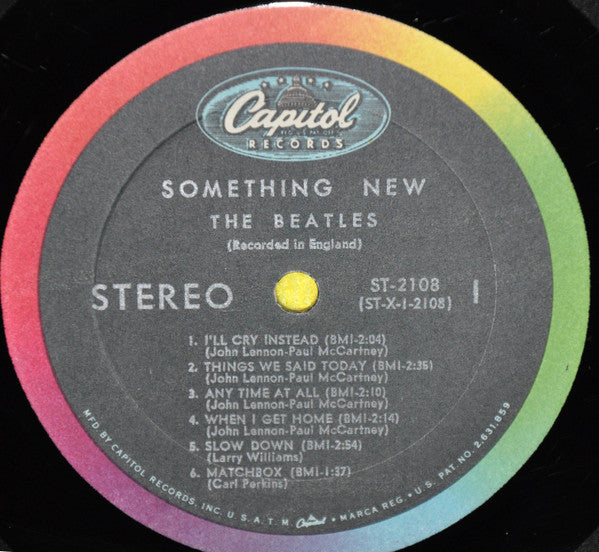 Capitol
REG. U.S. PAT. OFF.
RECORDS
SOMETHING NEW
THE BEATLES
(Recorded in England)
STEREO
ST-2108
(ST-X-1-2108)
1
1. I'LL CRY INSTEAD (BMI-2:04)
(John Lennon-Paul McCartney)
2. THINGS WE SAID TODAY (BMI-2:35)
(John Lennon-Paul McCartney)
3. ANY TIME AT ALL (BMI-2:10)
(John Lennon-Paul McCartney)
4. WHEN I GET HOME (BMI-2:14)
(John Lennon-Paul McCartney)
5. SLOW DOWN (BMI-2:54)
(Larry Williams)
6. MATCHBOX (BMI-1:37)
(Carl Perkins)
MFD. BY CAPITOL RECORDS, INC. U.S.A. T.M. Capitol • MARCA REG. • U.S. PAT. NO. 2,631,859